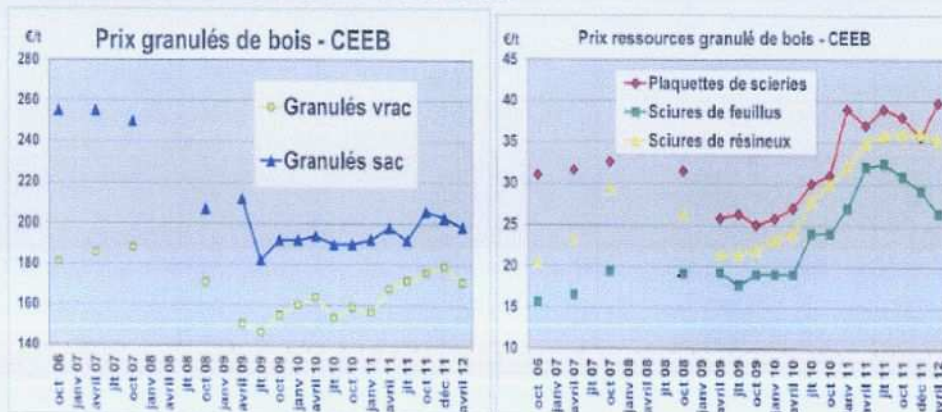 €/t
Prix granulés de bois - CEEB
280
260
240
220
200
180
160
140
Granulés vrac
Granulés sac
oct 06
janv 07
avril 07
jlt 07
oct 07
janv 08
avril 08
jlt 08
oct 08
janv 09
avril 09
jlt 09
oct 09
janv 10
avril 10
jlt 10
oct 10
janv 11
avril 11
jlt 11
oct 11
déc 11
avril 12
€/t
Prix ressources granulé de bois - CEEB
45
40
35
30
25
20
15
10
Plaquettes de scieries
Sciures de feuillus
Sciures de résineux
oct 06
janv 07
avril 07
jlt 07
oct 07
janv 08
avril 08
jlt 08
oct 08
janv 09
avril 09
jlt 09
oct 09
janv 10
avril 10
jlt 10
oct 10
janv 11
avril 11
jlt 11
oct 11
déc 11
avril 12